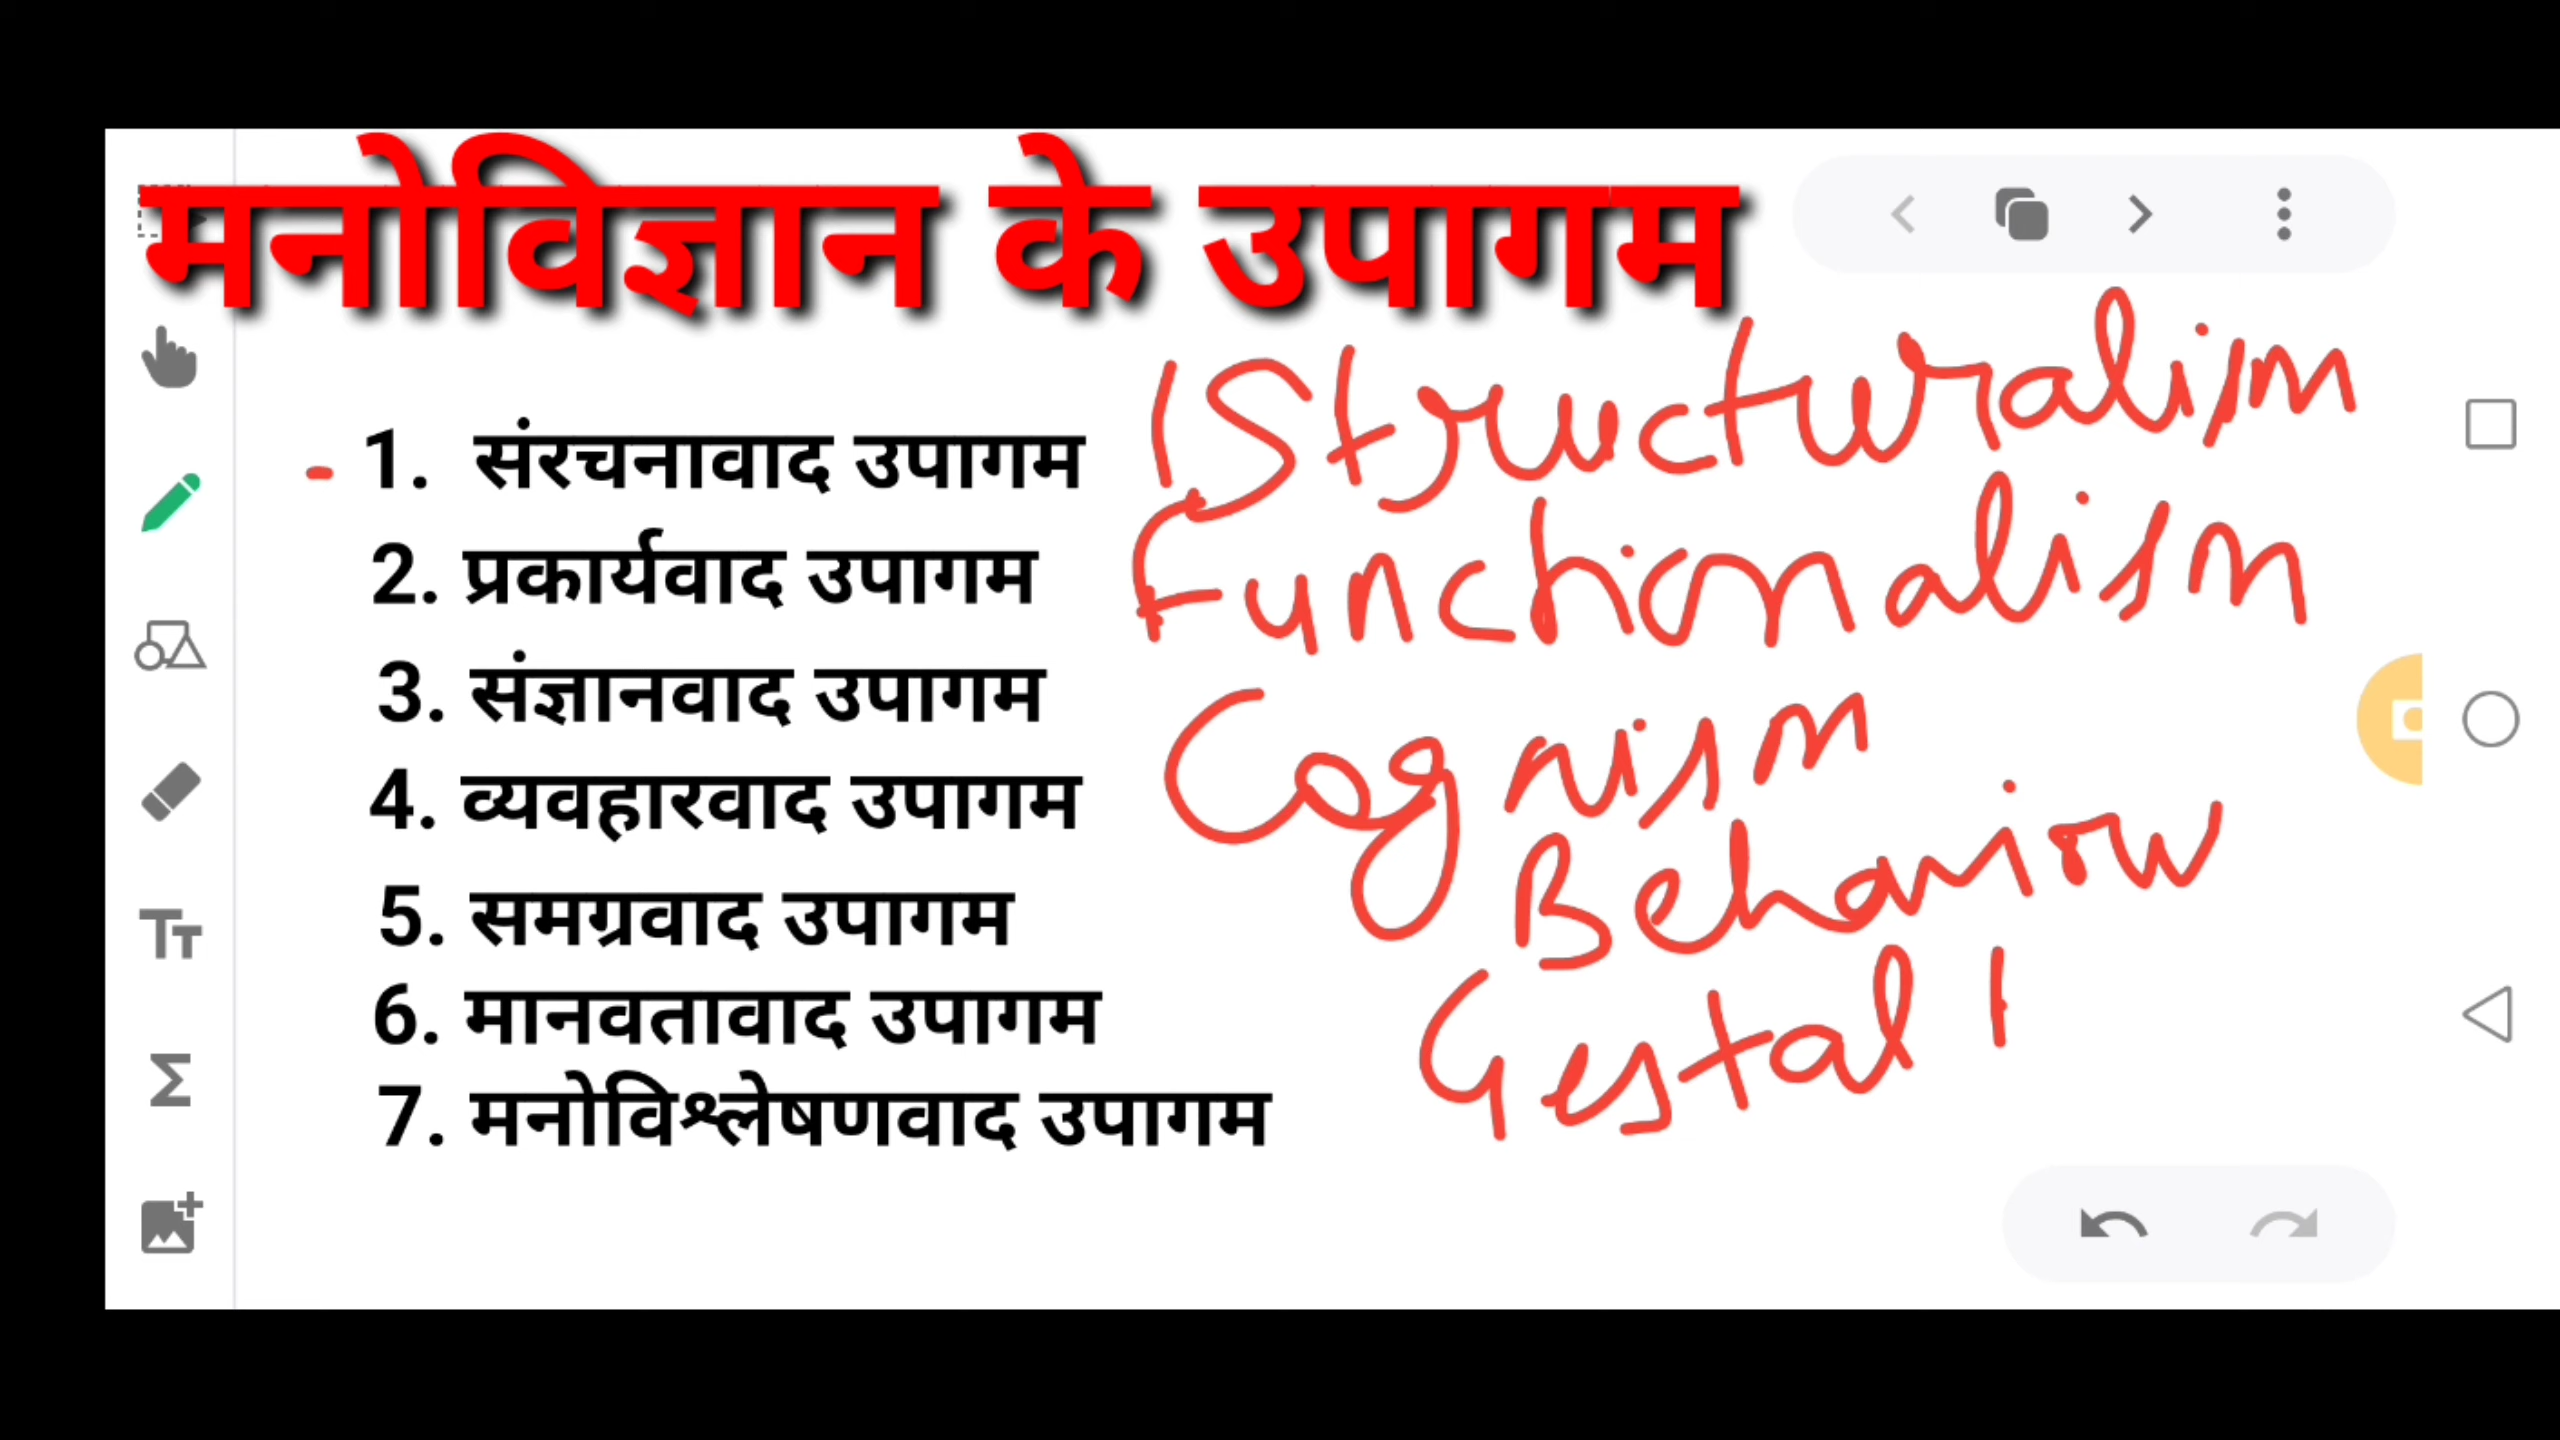 मनोविज्ञान के उपागम
- 1. संरचनावाद उपागम
1 Structuralism
2. प्रकार्यवाद उपागम
Functionalism
3. संज्ञानवाद उपागम
Cognism
4. व्यवहारवाद उपागम
Behaviour
5. समग्रवाद उपागम
Gestalt
6. मानवतावाद उपागम
7. मनोविश्लेषणवाद उपागम